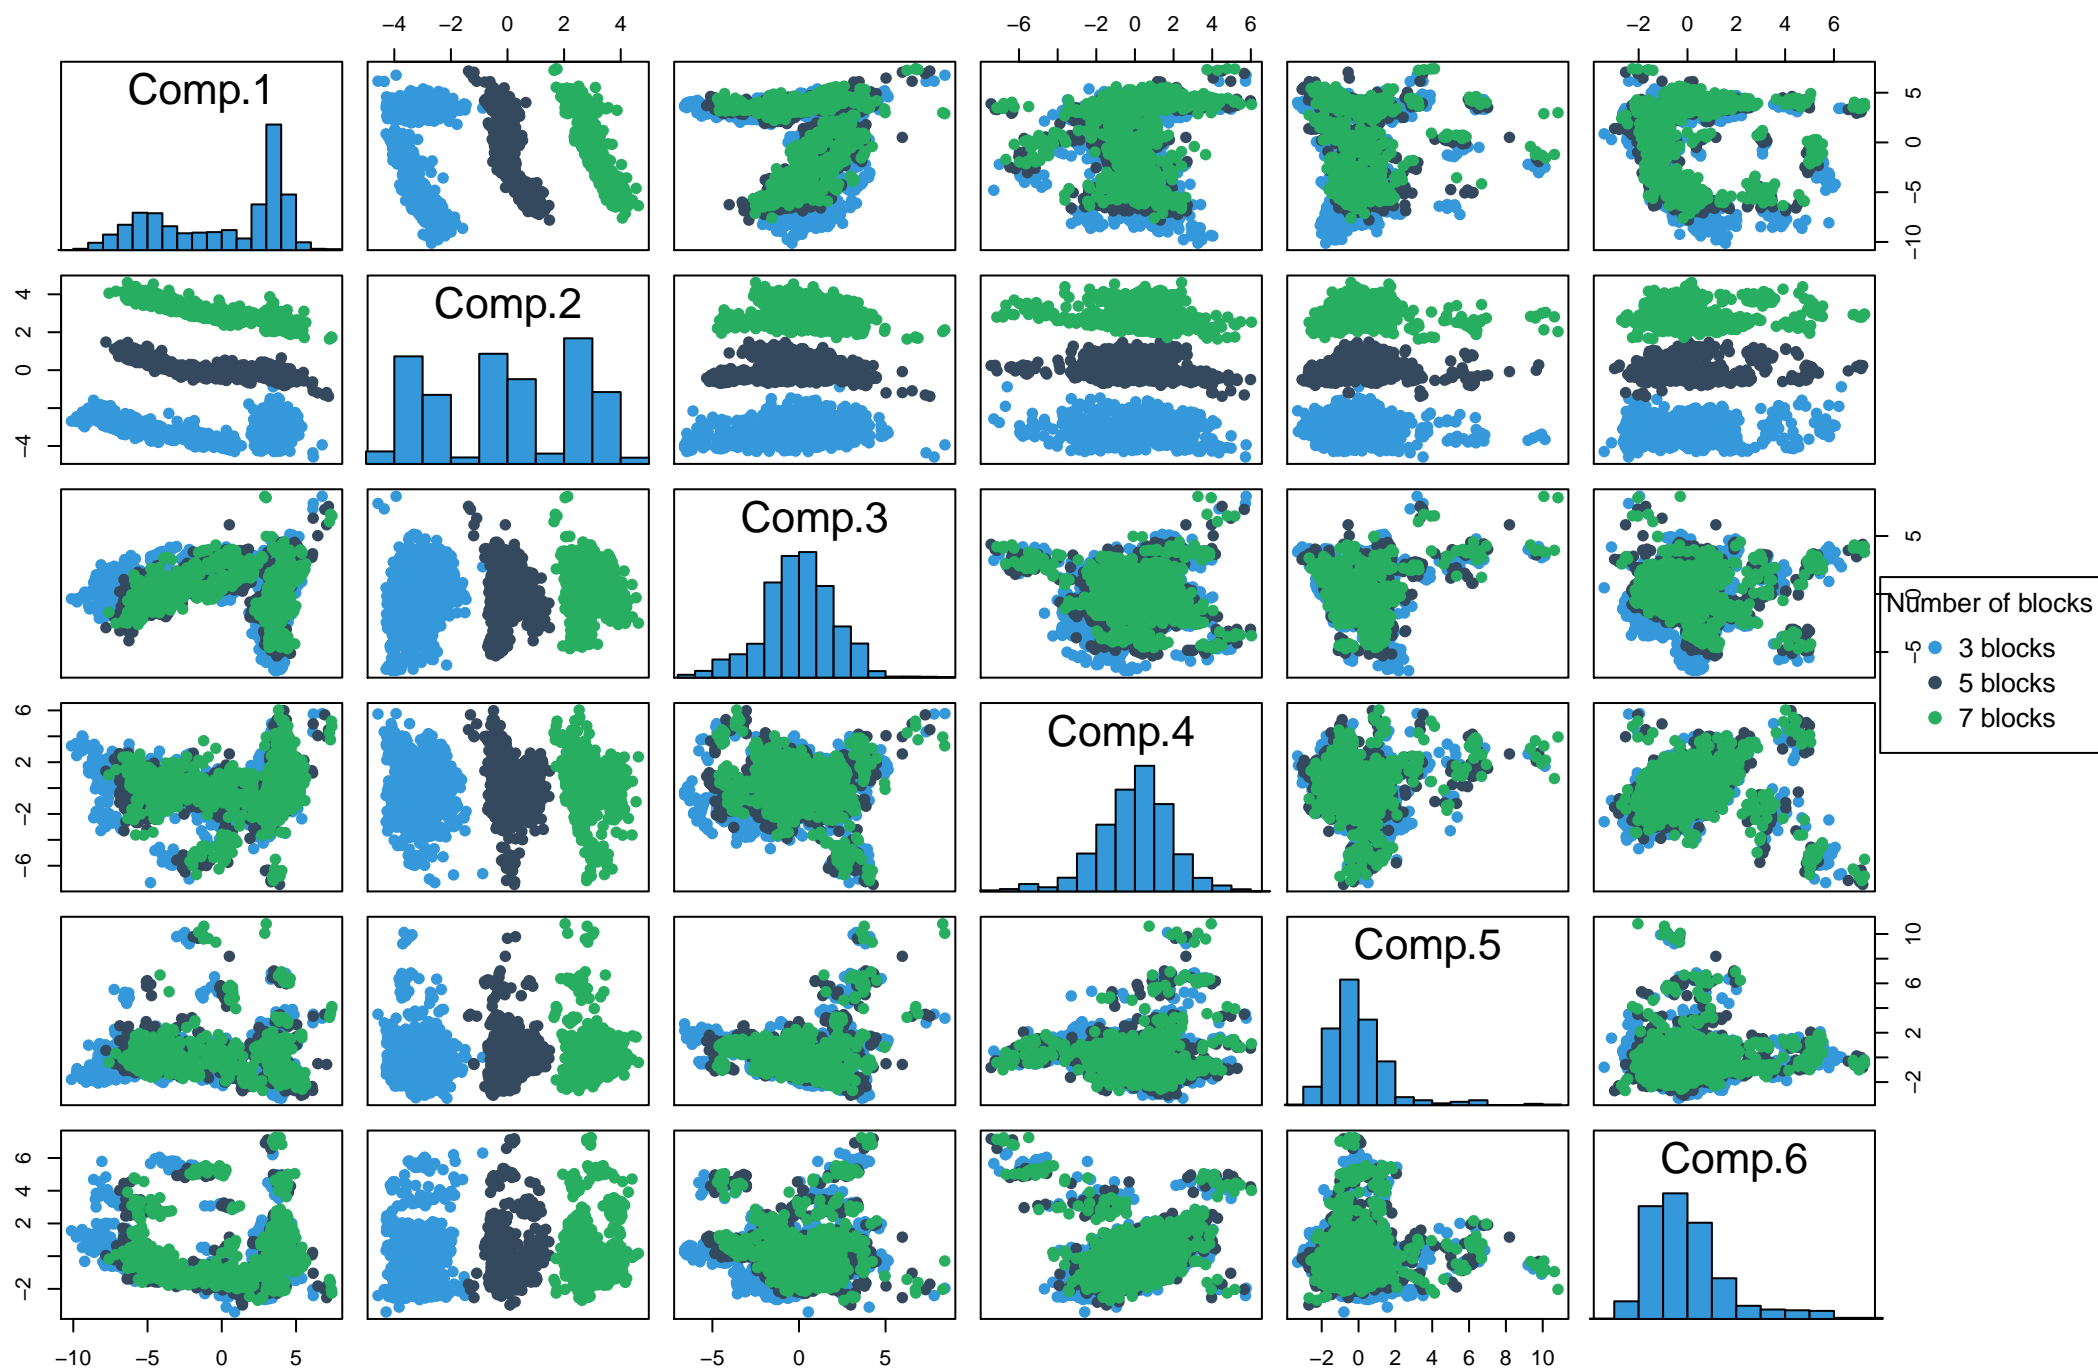 −4 −2 0 2 4 −6 −2 0 2 4 6 −2 0 2 4 6
Comp.1
−10 −5 0 5
Comp.2
−4 0 2 4
Comp.3
−5 0 5
Number of blocks
3 blocks
5 blocks
7 blocks
Comp.4
−6 −2 2 6
Comp.5
−2 2 6 10
Comp.6
−2 2 4 6
−10 −5 0 5 −5 0 5 −2 0 2 4 6 8 10